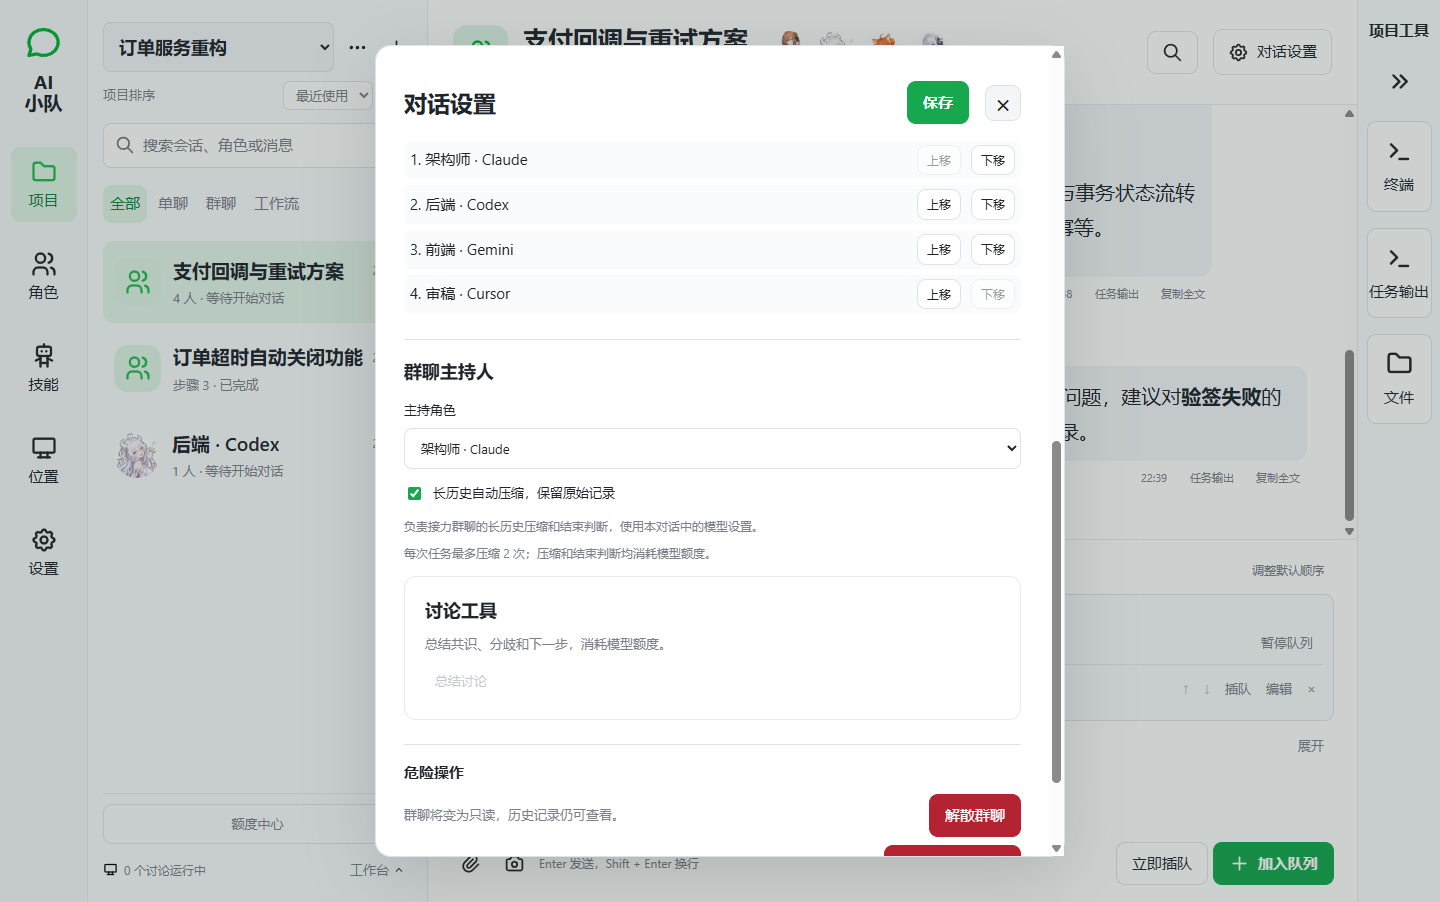 AI
小队
项目
角色
技能
位置
设置
订单服务重构
项目排序
最近使用
搜索会话、角色或消息
全部 单聊 群聊 工作流
支付回调与重试方案
4 人 · 等待开始对话
订单超时自动关闭功能
步骤 3 · 已完成
后端 · Codex
1 人 · 等待开始对话
额度中心
0 个讨论运行中
工作台
支付回调与重试方案
对话设置
对话设置
保存
1. 架构师 · Claude 上移 下移
2. 后端 · Codex 上移 下移
3. 前端 · Gemini 上移 下移
4. 审稿 · Cursor 上移 下移
群聊主持人
主持角色
架构师 · Claude
长历史自动压缩，保留原始记录
负责接力群聊的长历史压缩和结束判断，使用本对话中的模型设置。
每次任务最多压缩 2 次；压缩和结束判断均消耗模型额度。
讨论工具
总结共识、分歧和下一步，消耗模型额度。
总结讨论
危险操作
群聊将变为只读，历史记录仍可查看。
解散群聊
与事务状态流转
幂等。
任务输出 复制全文
问题，建议对验签失败的
录。
22:39 任务输出 复制全文
调整默认顺序
暂停队列
↑ ↓ 插队 编辑 ×
展开
Enter 发送，Shift + Enter 换行
立即插队
加入队列
项目工具
终端
任务输出
文件